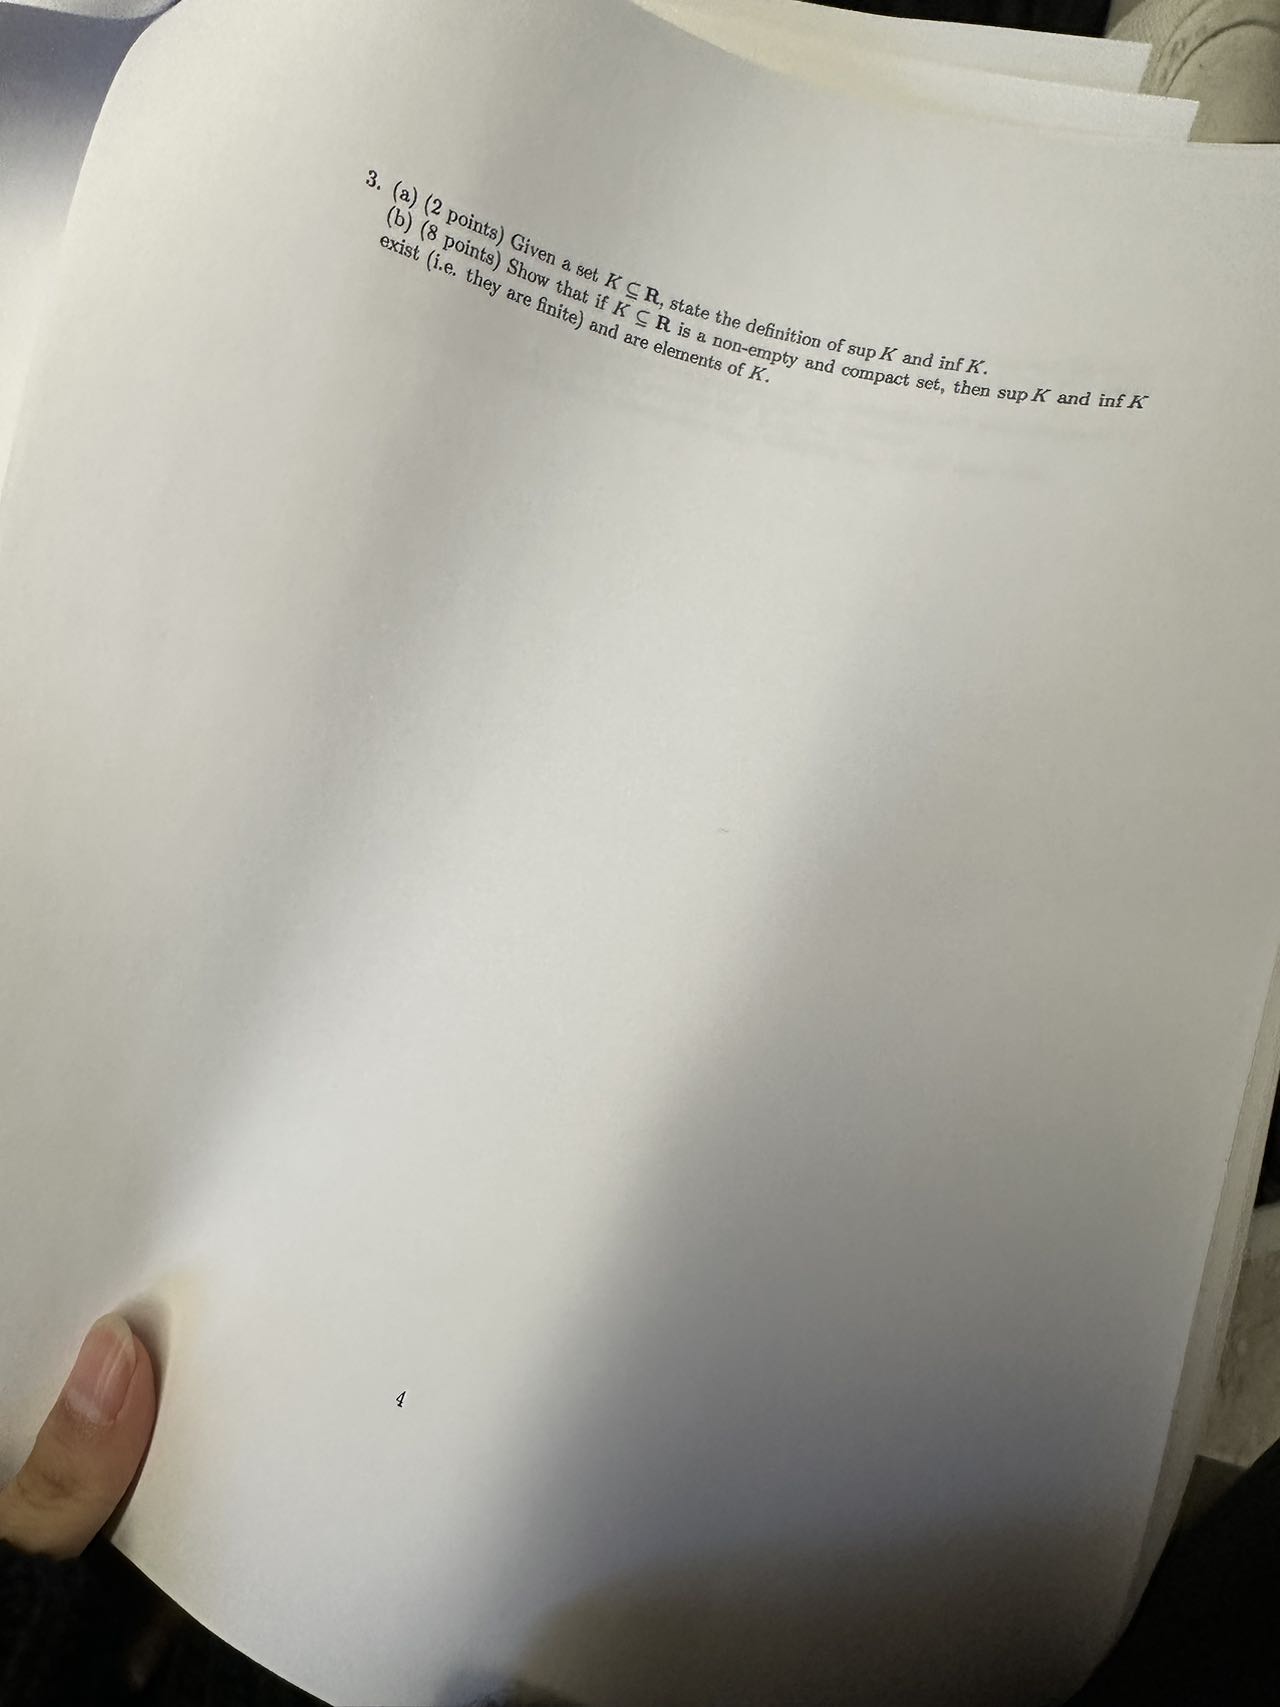 3. (a) (2 points) Given a set K ⊆ R, state the definition of sup K and inf K.
(b) (8 points) Show that if K ⊆ R is a non-empty and compact set, then sup K and inf K
exist (i.e. they are finite) and are elements of K.
4